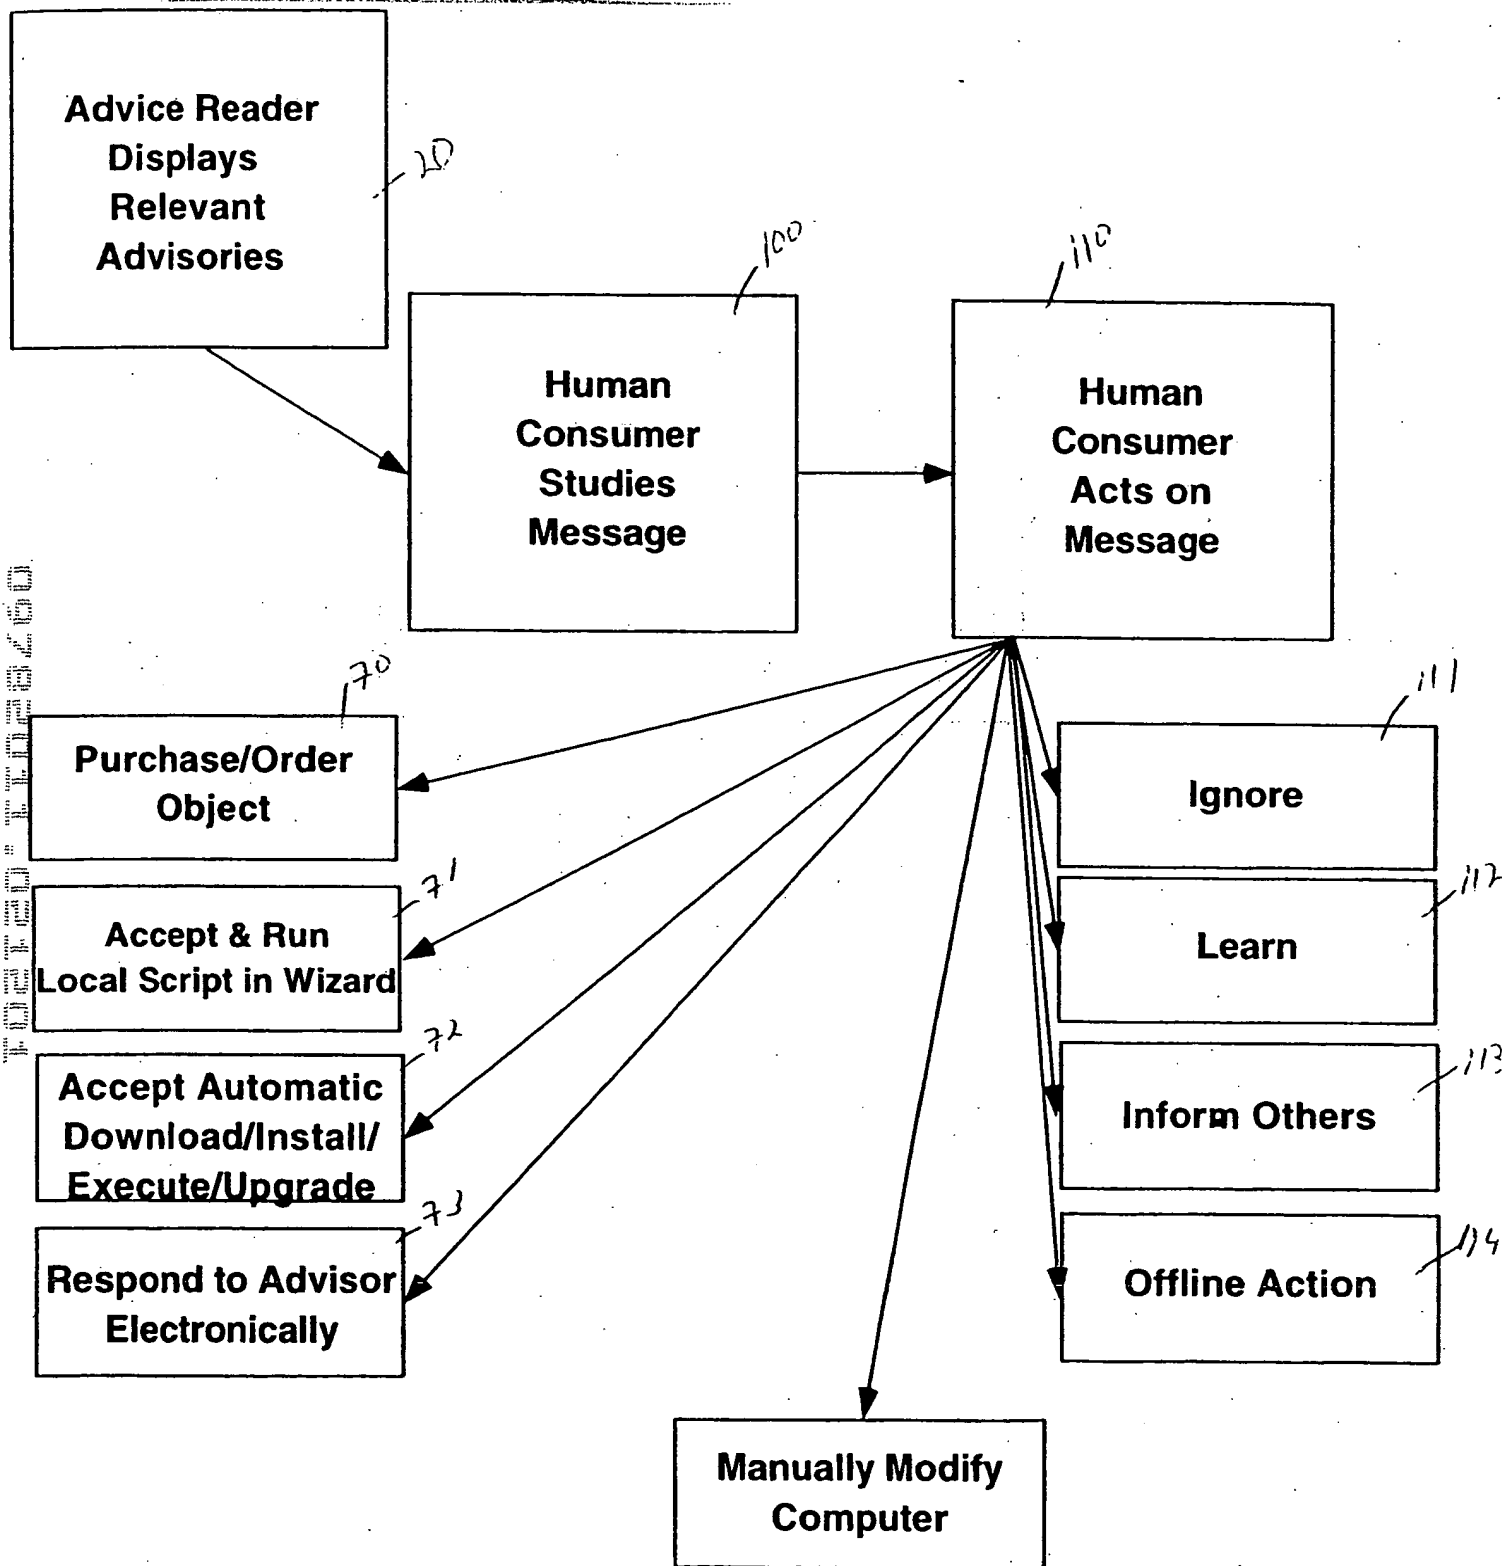 Advice Reader
Displays
Relevant
Advisories
20
100
110
Human
Consumer
Studies
Message
Human
Consumer
Acts on
Message
70
Purchase/Order
Object
71
Accept & Run
Local Script in Wizard
72
Accept Automatic
Download/Install/
Execute/Upgrade
73
Respond to Advisor
Electronically
111
Ignore
112
Learn
113
Inform Others
114
Offline Action
Manually Modify
Computer